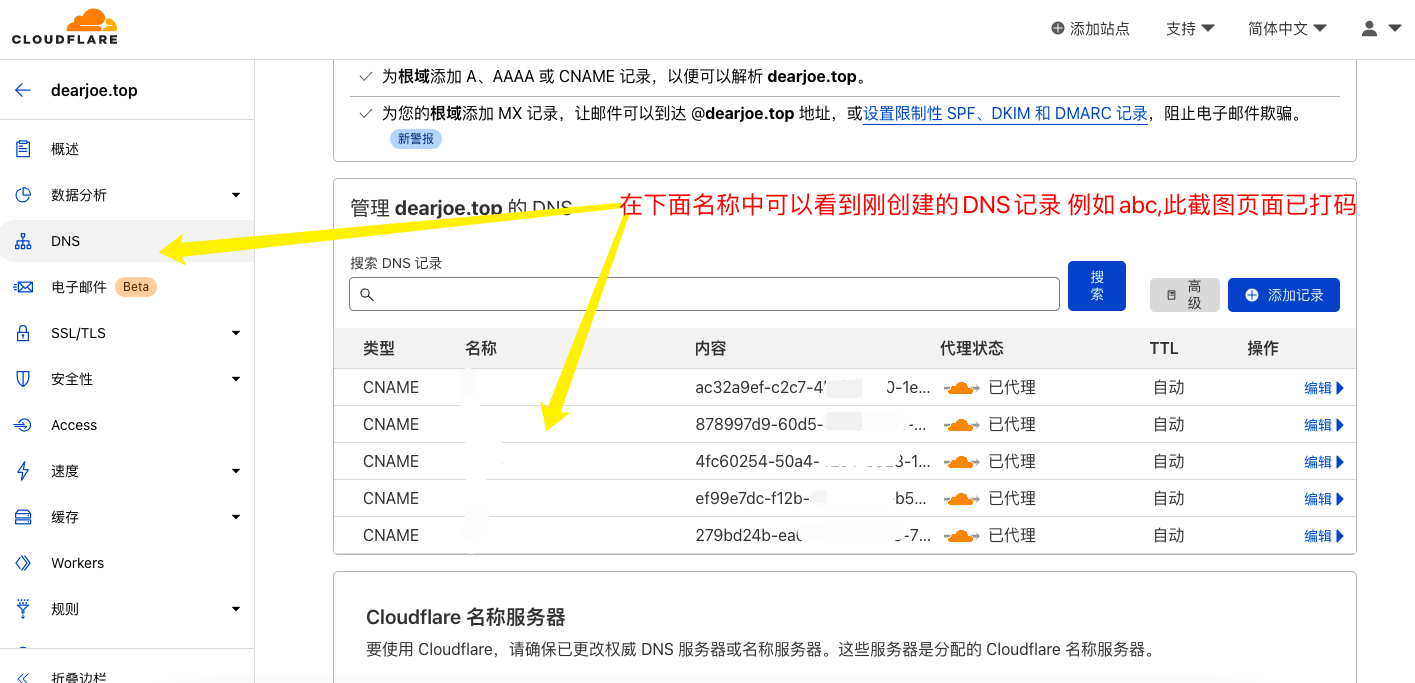 CLOUDFLARE
添加站点 支持 简体中文
dearjoe.top
概述
数据分析
DNS
电子邮件 Beta
SSL/TLS
安全性
Access
速度
缓存
Workers
规则
折叠边栏
为根域添加 A、AAAA 或 CNAME 记录，以便可以解析 dearjoe.top。
为您的根域添加 MX 记录，让邮件可以到达 @dearjoe.top 地址，或设置限制性 SPF、DKIM 和 DMARC 记录，阻止电子邮件欺骗。
新警报
管理 dearjoe.top 的 DNS
在下面名称中可以看到刚创建的DNS记录 例如abc,此截图页面已打码
搜索 DNS 记录
搜索
高级
添加记录
类型 名称 内容 代理状态 TTL 操作
CNAME ac32a9ef-c2c7-4 0-1e... 已代理 自动 编辑
CNAME 878997d9-60d5- -... 已代理 自动 编辑
CNAME 4fc60254-50a4- -1... 已代理 自动 编辑
CNAME ef99e7dc-f12b- b5... 已代理 自动 编辑
CNAME 279bd24b-ea -7... 已代理 自动 编辑
Cloudflare 名称服务器
要使用 Cloudflare，请确保已更改权威 DNS 服务器或名称服务器。这些服务器是分配的 Cloudflare 名称服务器。